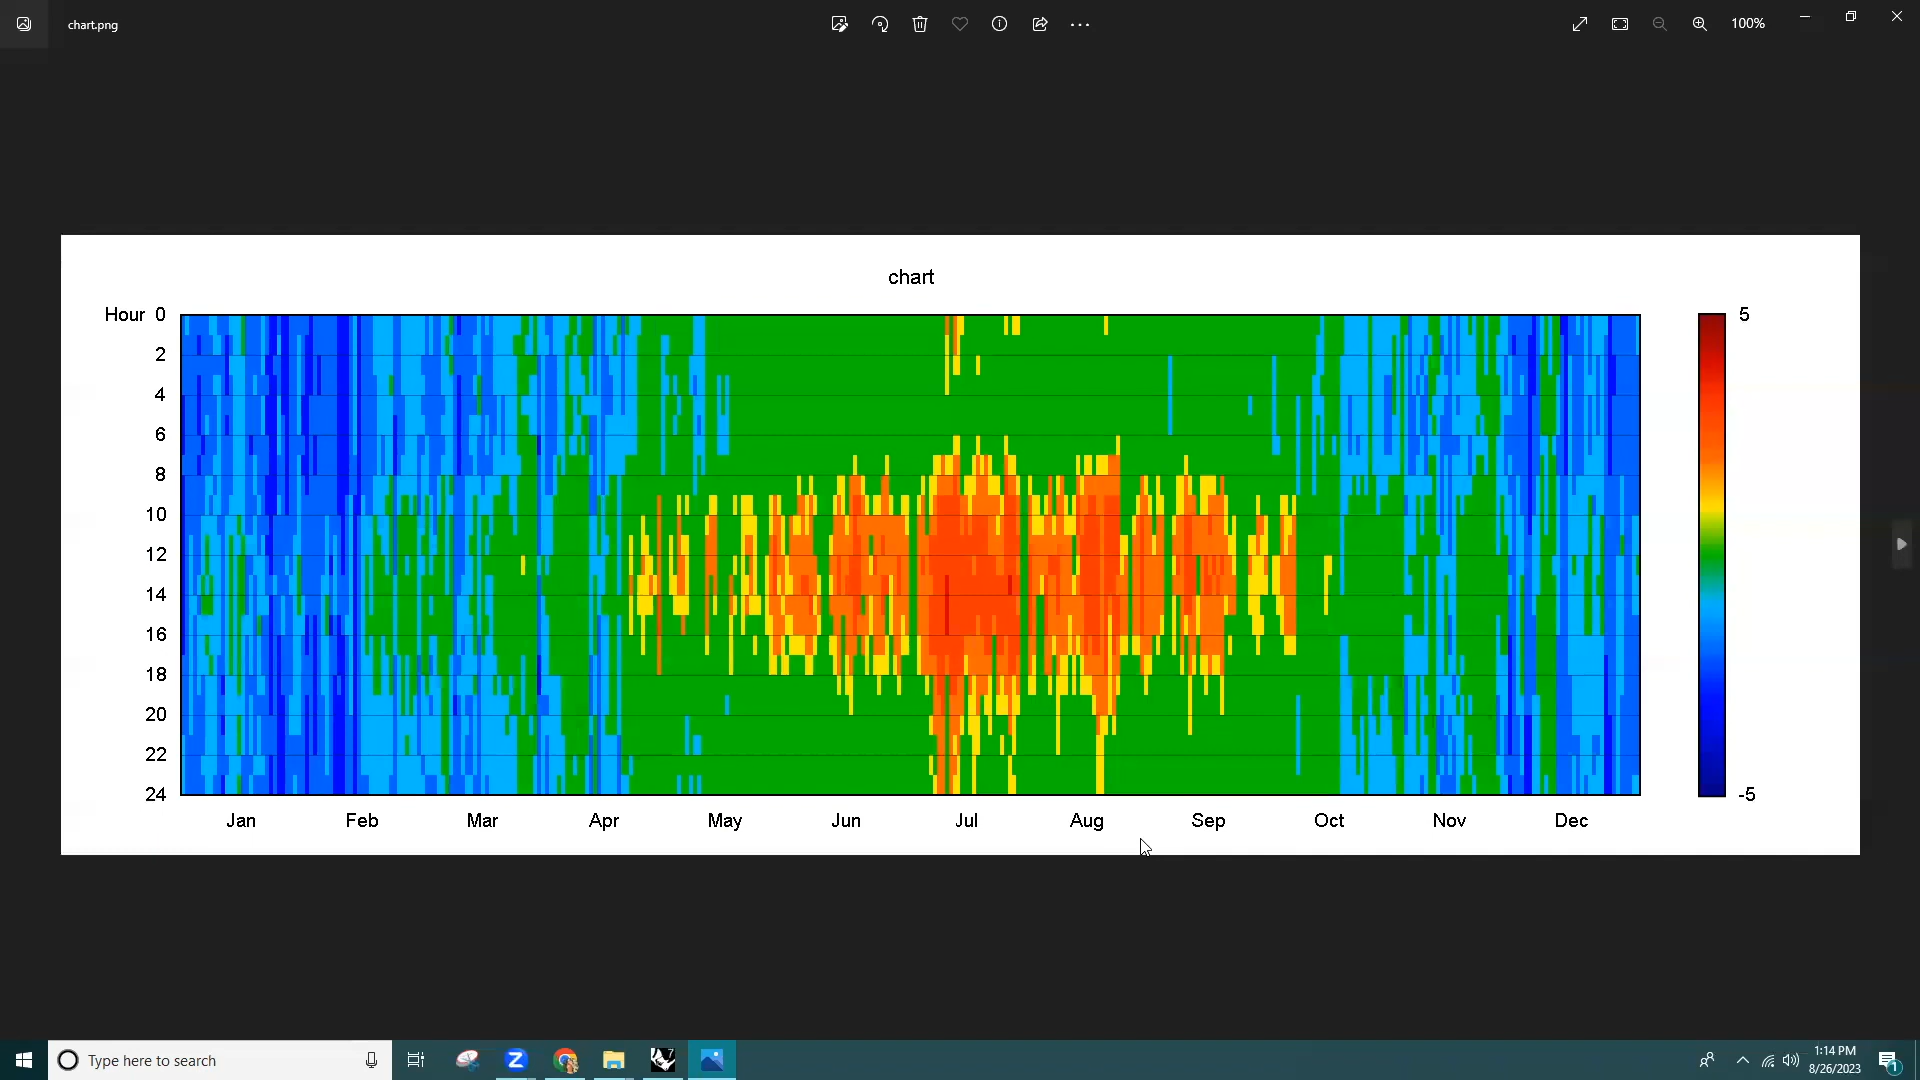 chart.png
100%
chart
Hour 0
2
4
6
8
10
12
14
16
18
20
22
24
Jan Feb Mar Apr May Jun Jul Aug Sep Oct Nov Dec
5
-5
Type here to search
1:14 PM
8/26/2023
1